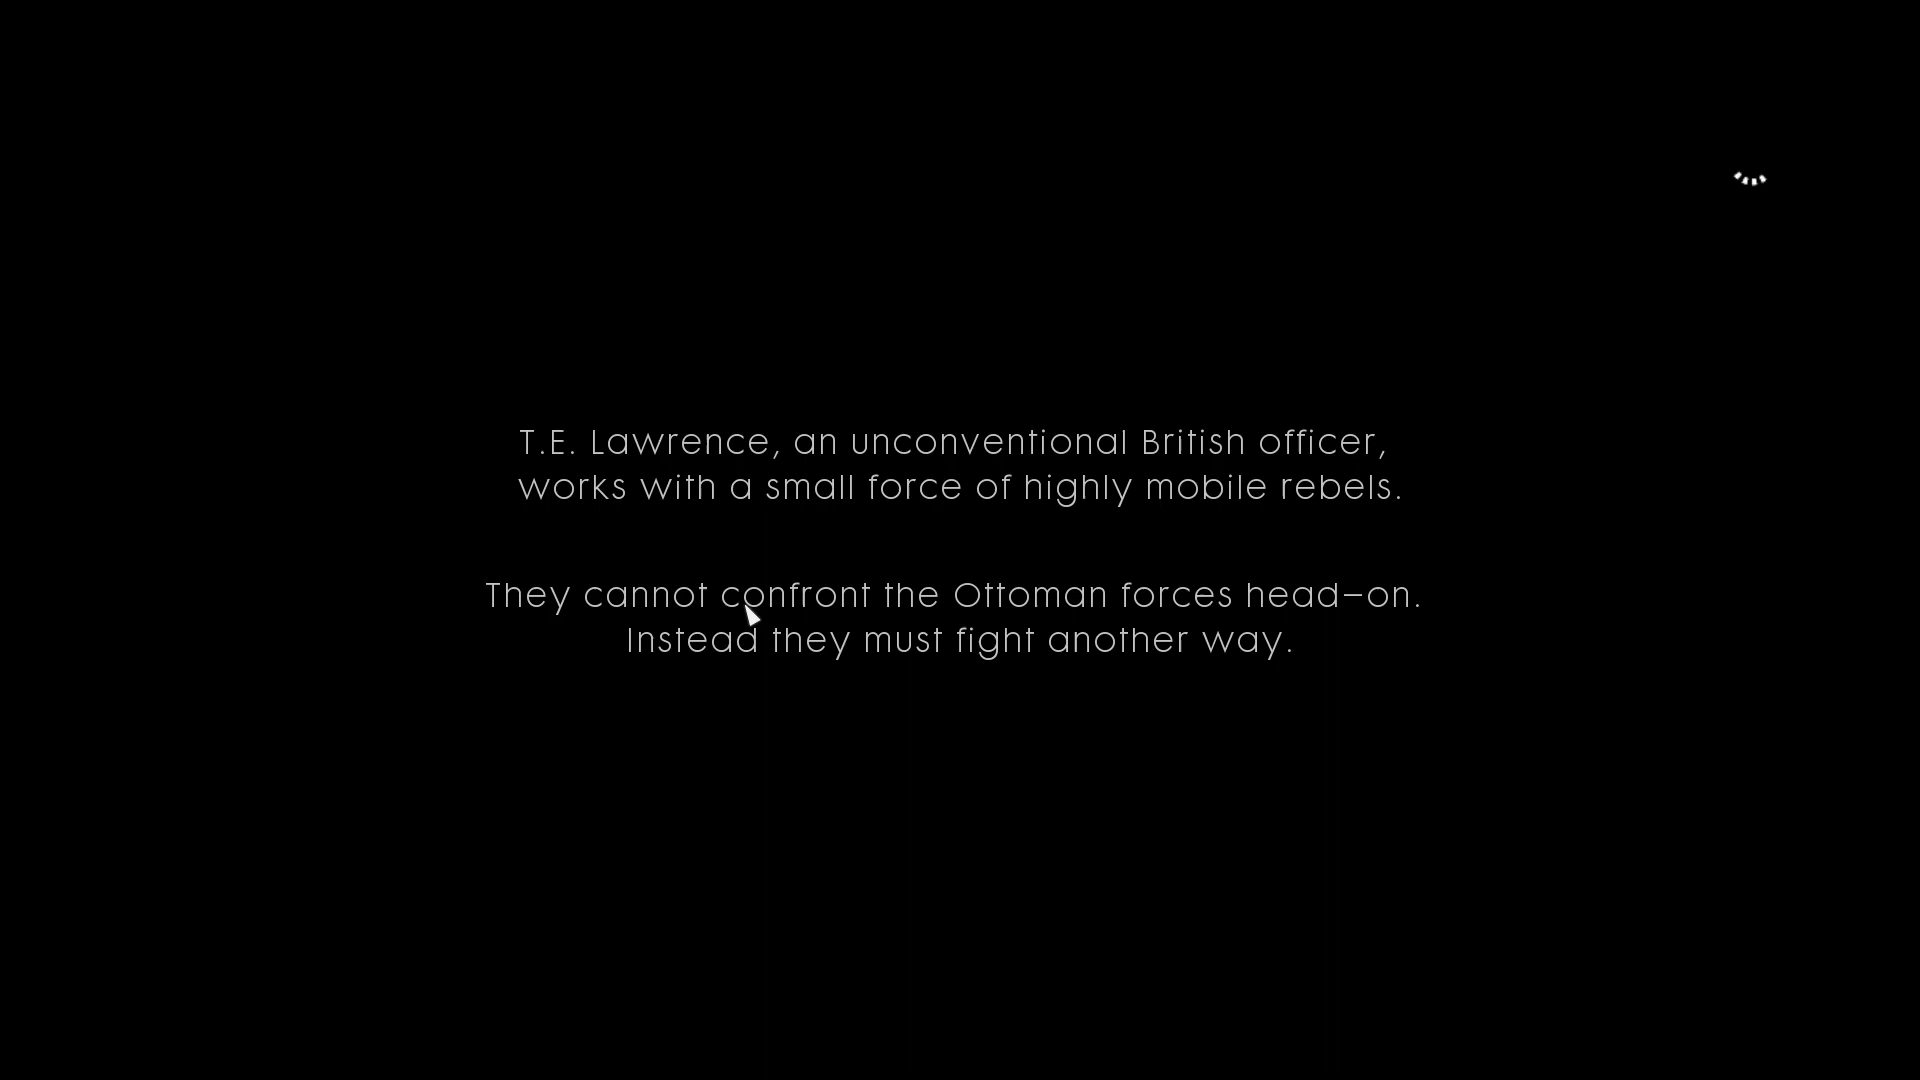 T.E. Lawrence, an unconventional British officer,
works with a small force of highly mobile rebels.
They cannot confront the Ottoman forces head-on.
Instead they must fight another way.